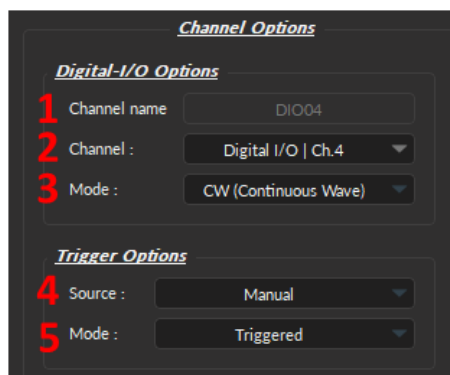 Channel Options
Digital-I/O Options
1 Channel name DIO04
2 Channel : Digital I/O | Ch.4
3 Mode : CW (Continuous Wave)
Trigger Options
4 Source : Manual
5 Mode : Triggered